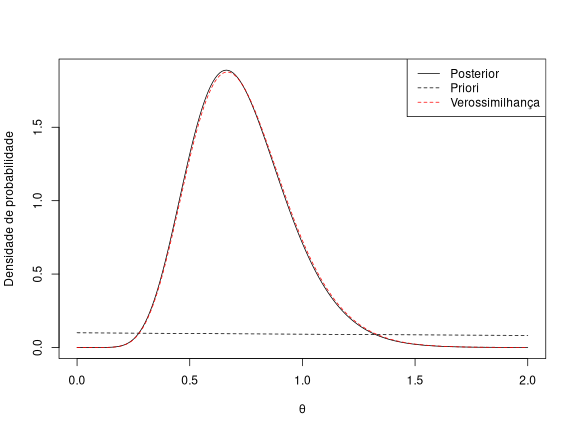 Posterior
Priori
Verossimilhança
Densidade de probabilidade
1.5
1.0
0.5
0.0
0.0 0.5 1.0 1.5 2.0
θ